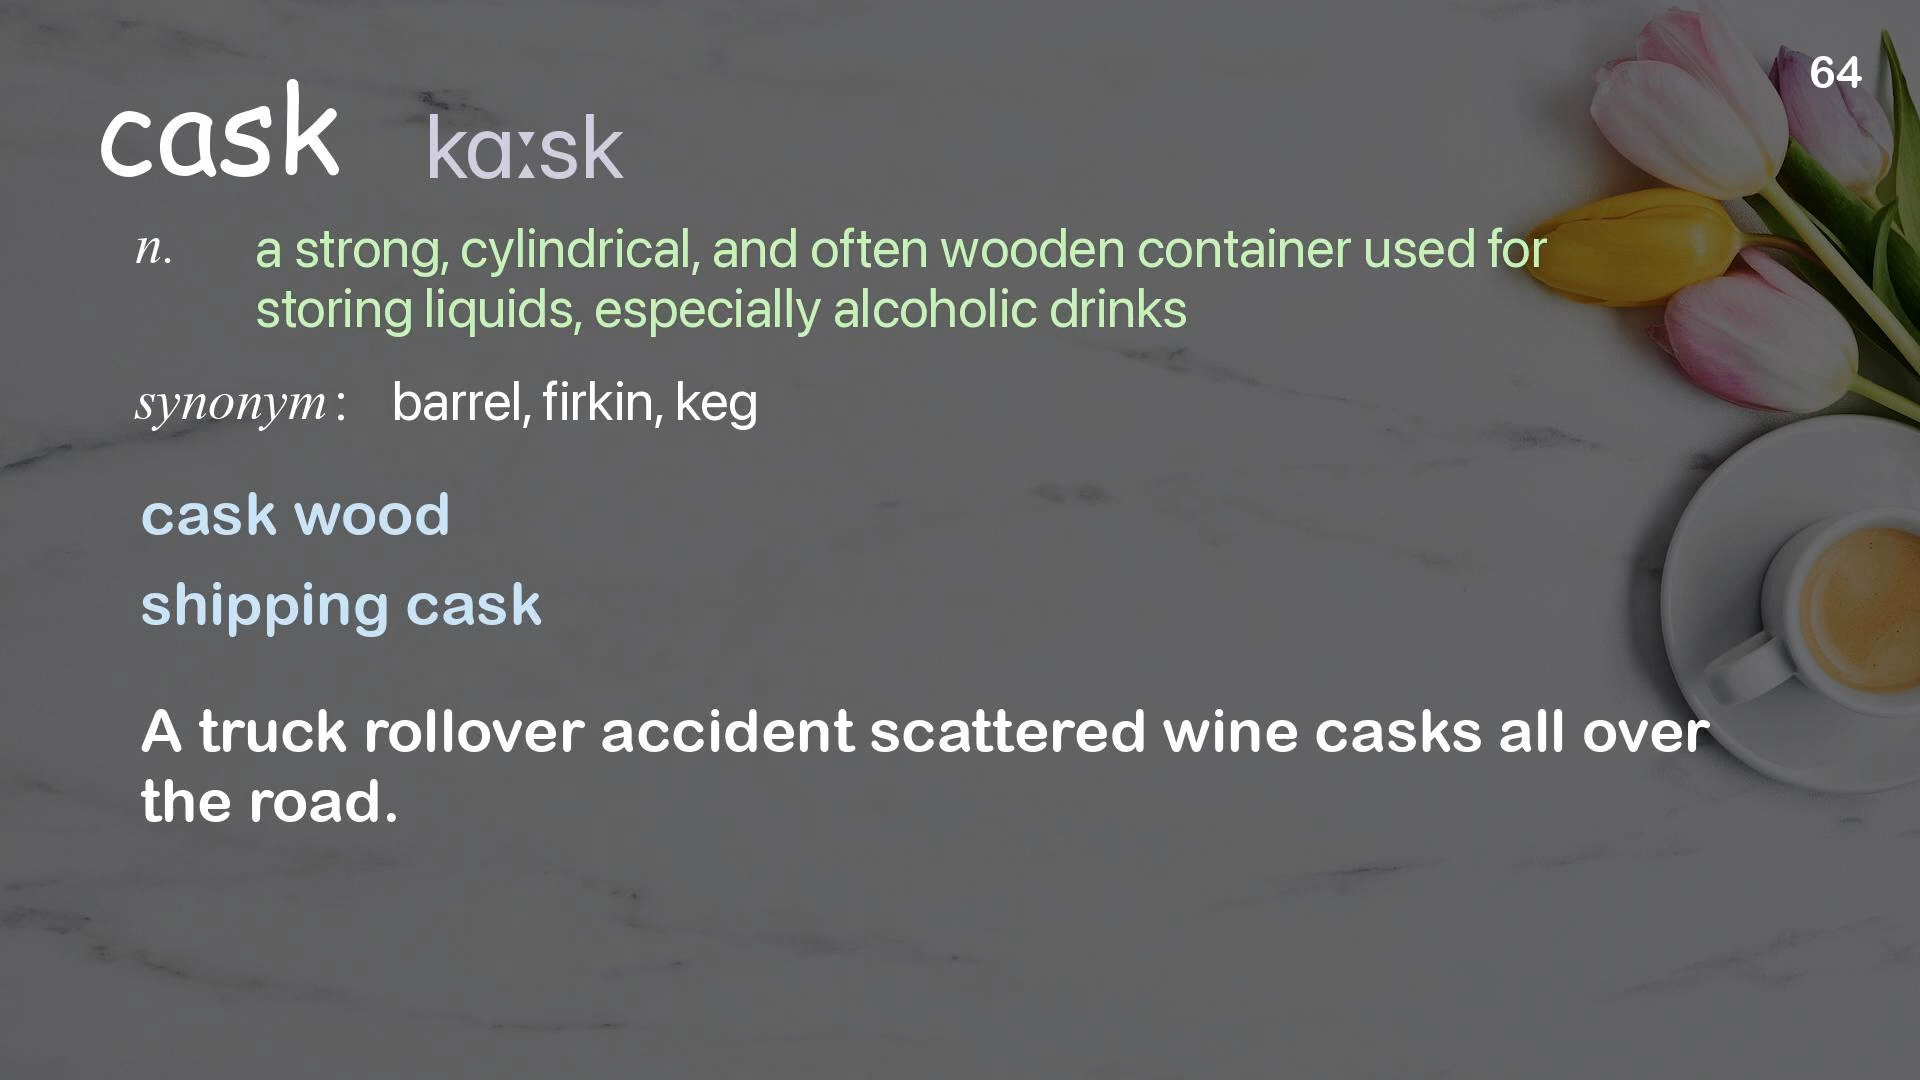 64
cask kɑːsk
n. a strong, cylindrical, and often wooden container used for
storing liquids, especially alcoholic drinks
synonym: barrel, firkin, keg
cask wood
shipping cask
A truck rollover accident scattered wine casks all over
the road.